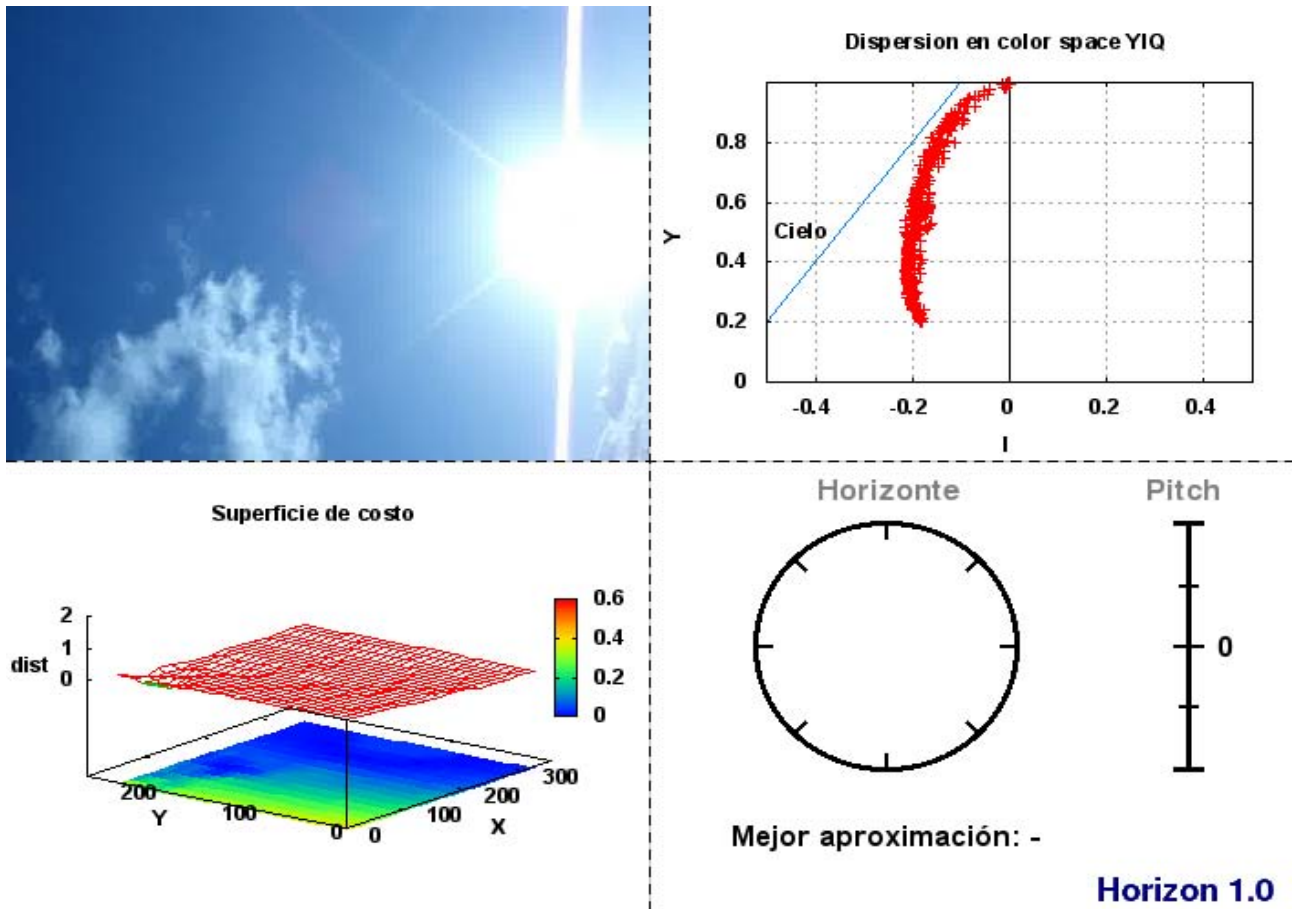 Dispersion en color space YIQ
0.8
0.6
Y
Cielo
0.4
0.2
0
-0.4 -0.2 0 0.2 0.4
I
Superficie de costo
2
1
dist
0
0.6
0.4
0.2
0
200
Y
100
0
0
100
X
200
300
Horizonte
Pitch
0
Mejor aproximación: -
Horizon 1.0